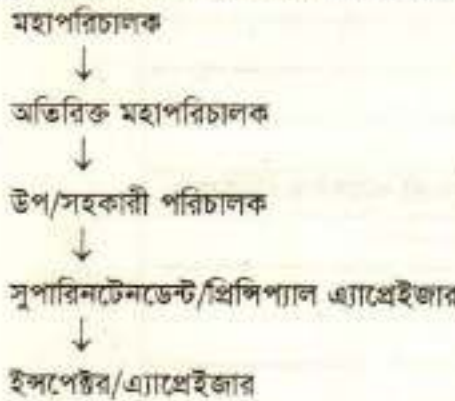 মহাপরিচালক
↓
অতিরিক্ত মহাপরিচালক
↓
উপ/সহকারী পরিচালক
↓
সুপারিনটেনডেন্ট/প্রিন্সিপ্যাল এ্যাপ্রেইজার
↓
ইন্সপেক্টর/এ্যাপ্রেইজার